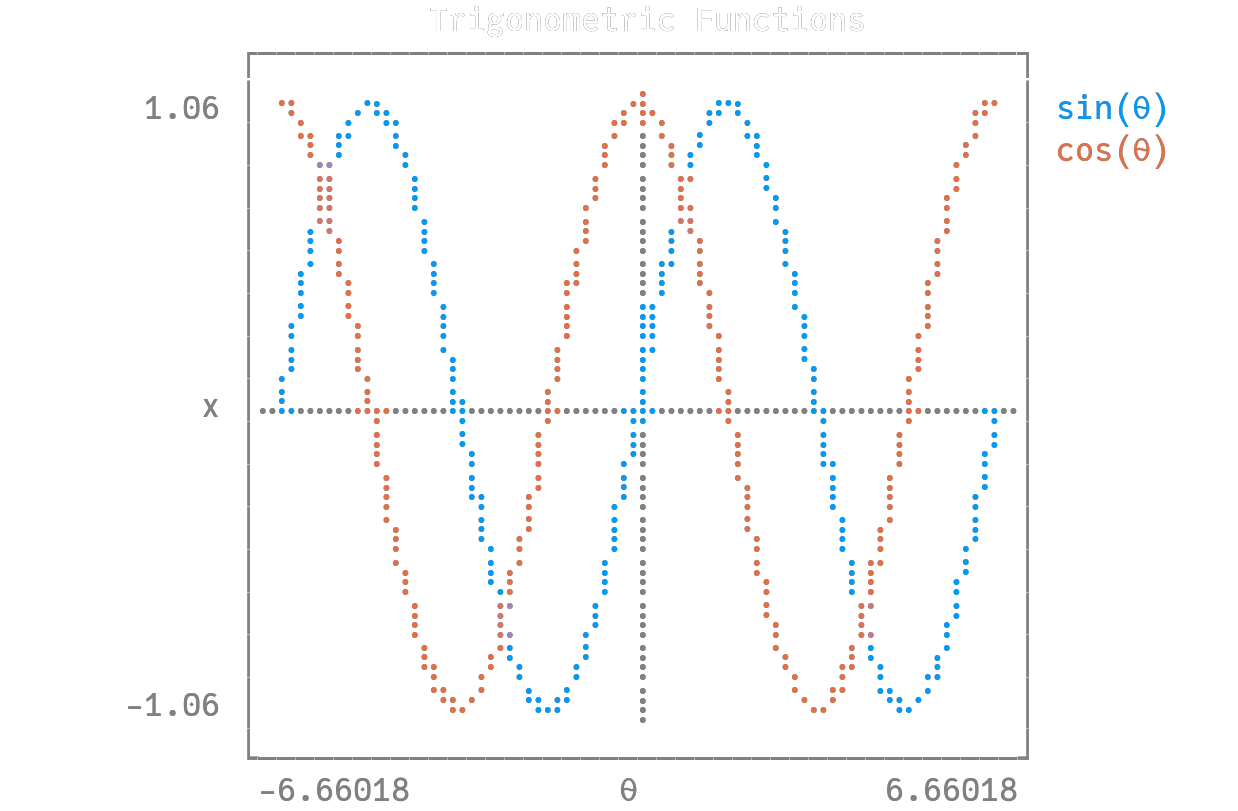 Trigonometric Functions
1.06
sin(θ)
cos(θ)
x
-1.06
-6.66018
θ
6.66018